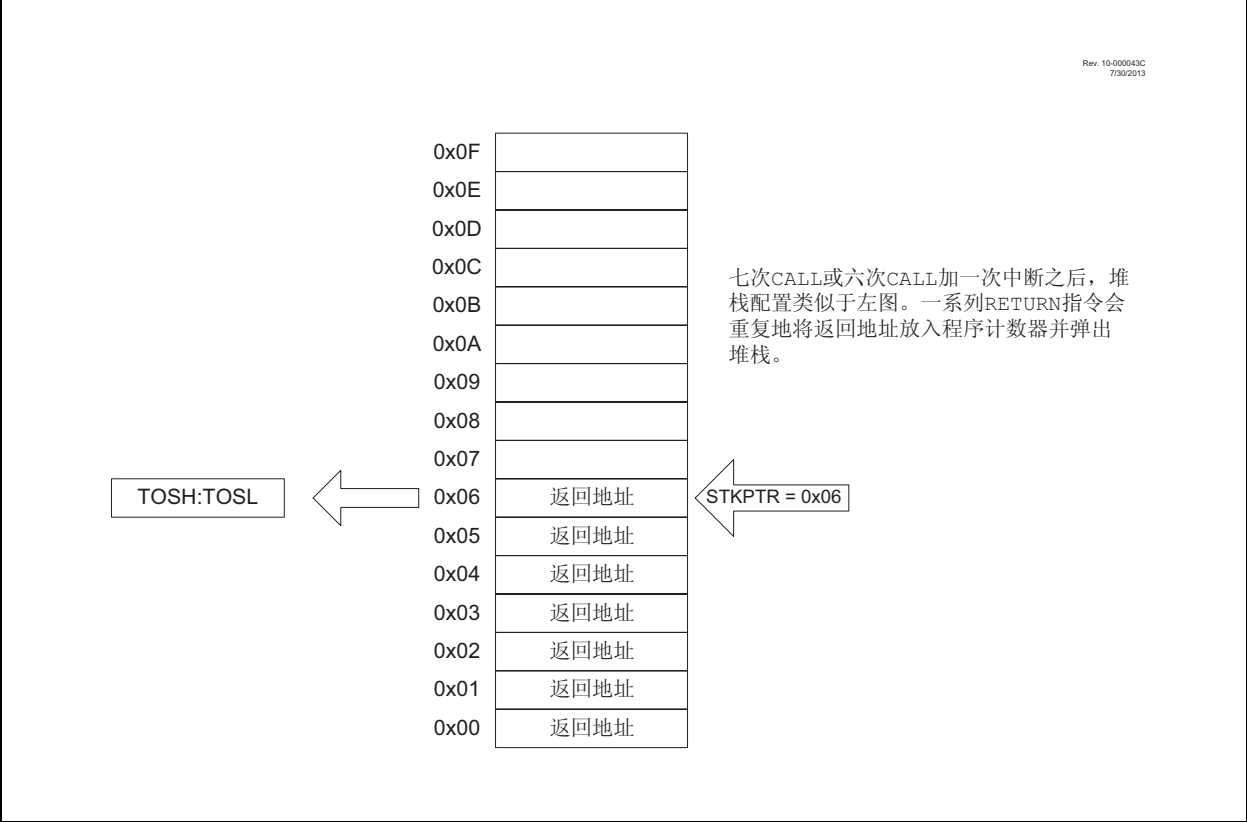 Rev. 10-000043C
7/30/2013
0x0F
0x0E
0x0D
0x0C
0x0B
0x0A
0x09
0x08
0x07
七次CALL或六次CALL加一次中断之后，堆
栈配置类似于左图。一系列RETURN指令会
重复地将返回地址放入程序计数器并弹出
堆栈。
TOSH:TOSL
0x06
返回地址
STKPTR = 0x06
0x05
返回地址
0x04
返回地址
0x03
返回地址
0x02
返回地址
0x01
返回地址
0x00
返回地址